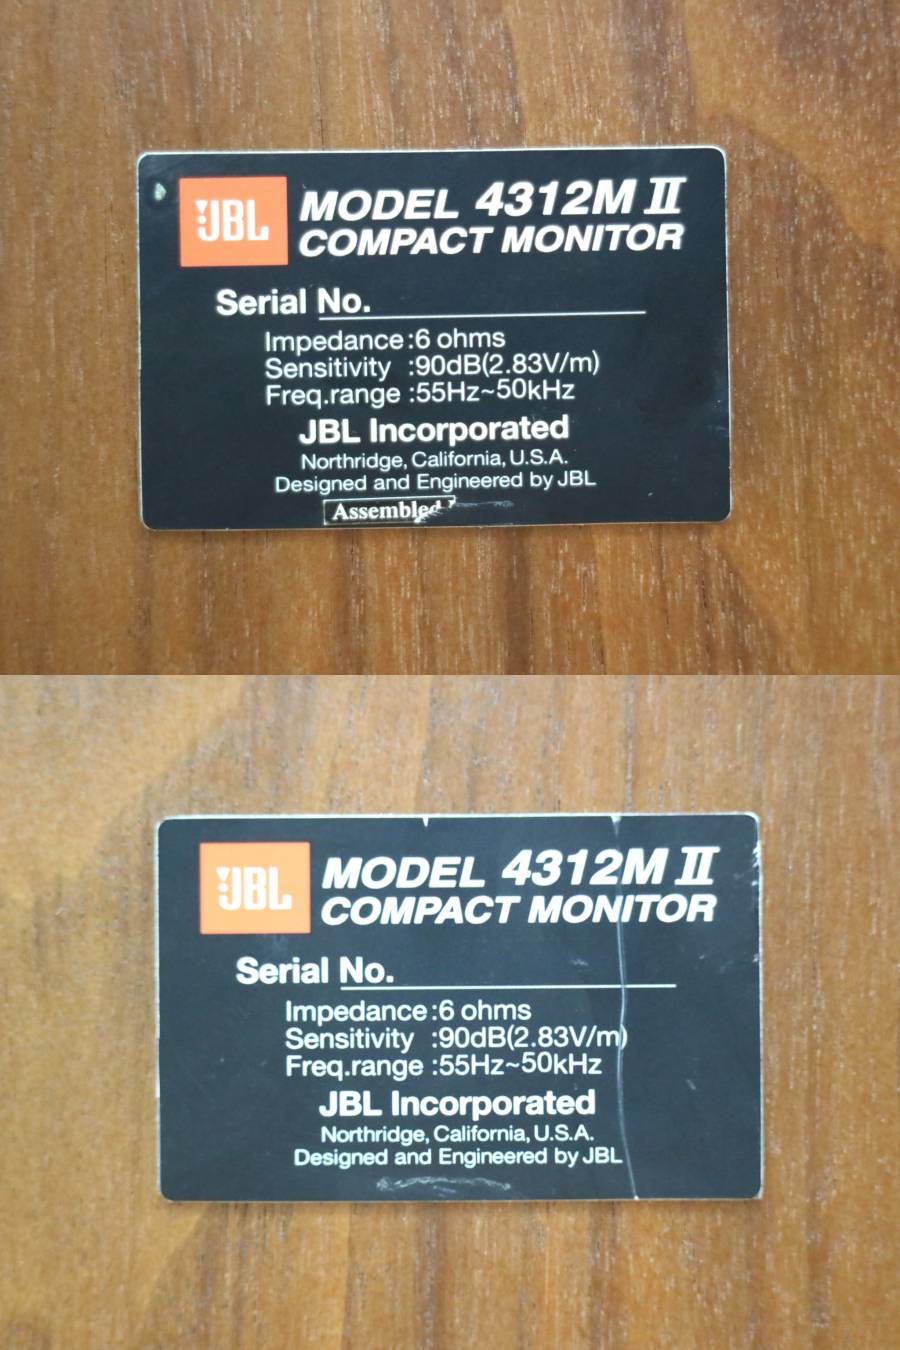 JBL
MODEL 4312M II
COMPACT MONITOR
Serial No.
Impedance:6 ohms
Sensitivity :90dB(2.83V/m)
Freq.range :55Hz~50kHz
JBL Incorporated
Northridge, California, U.S.A.
Designed and Engineered by JBL
Assembled
JBL
MODEL 4312M II
COMPACT MONITOR
Serial No.
Impedance:6 ohms
Sensitivity :90dB(2.83V/m)
Freq.range :55Hz~50kHz
JBL Incorporated
Northridge, California, U.S.A.
Designed and Engineered by JBL